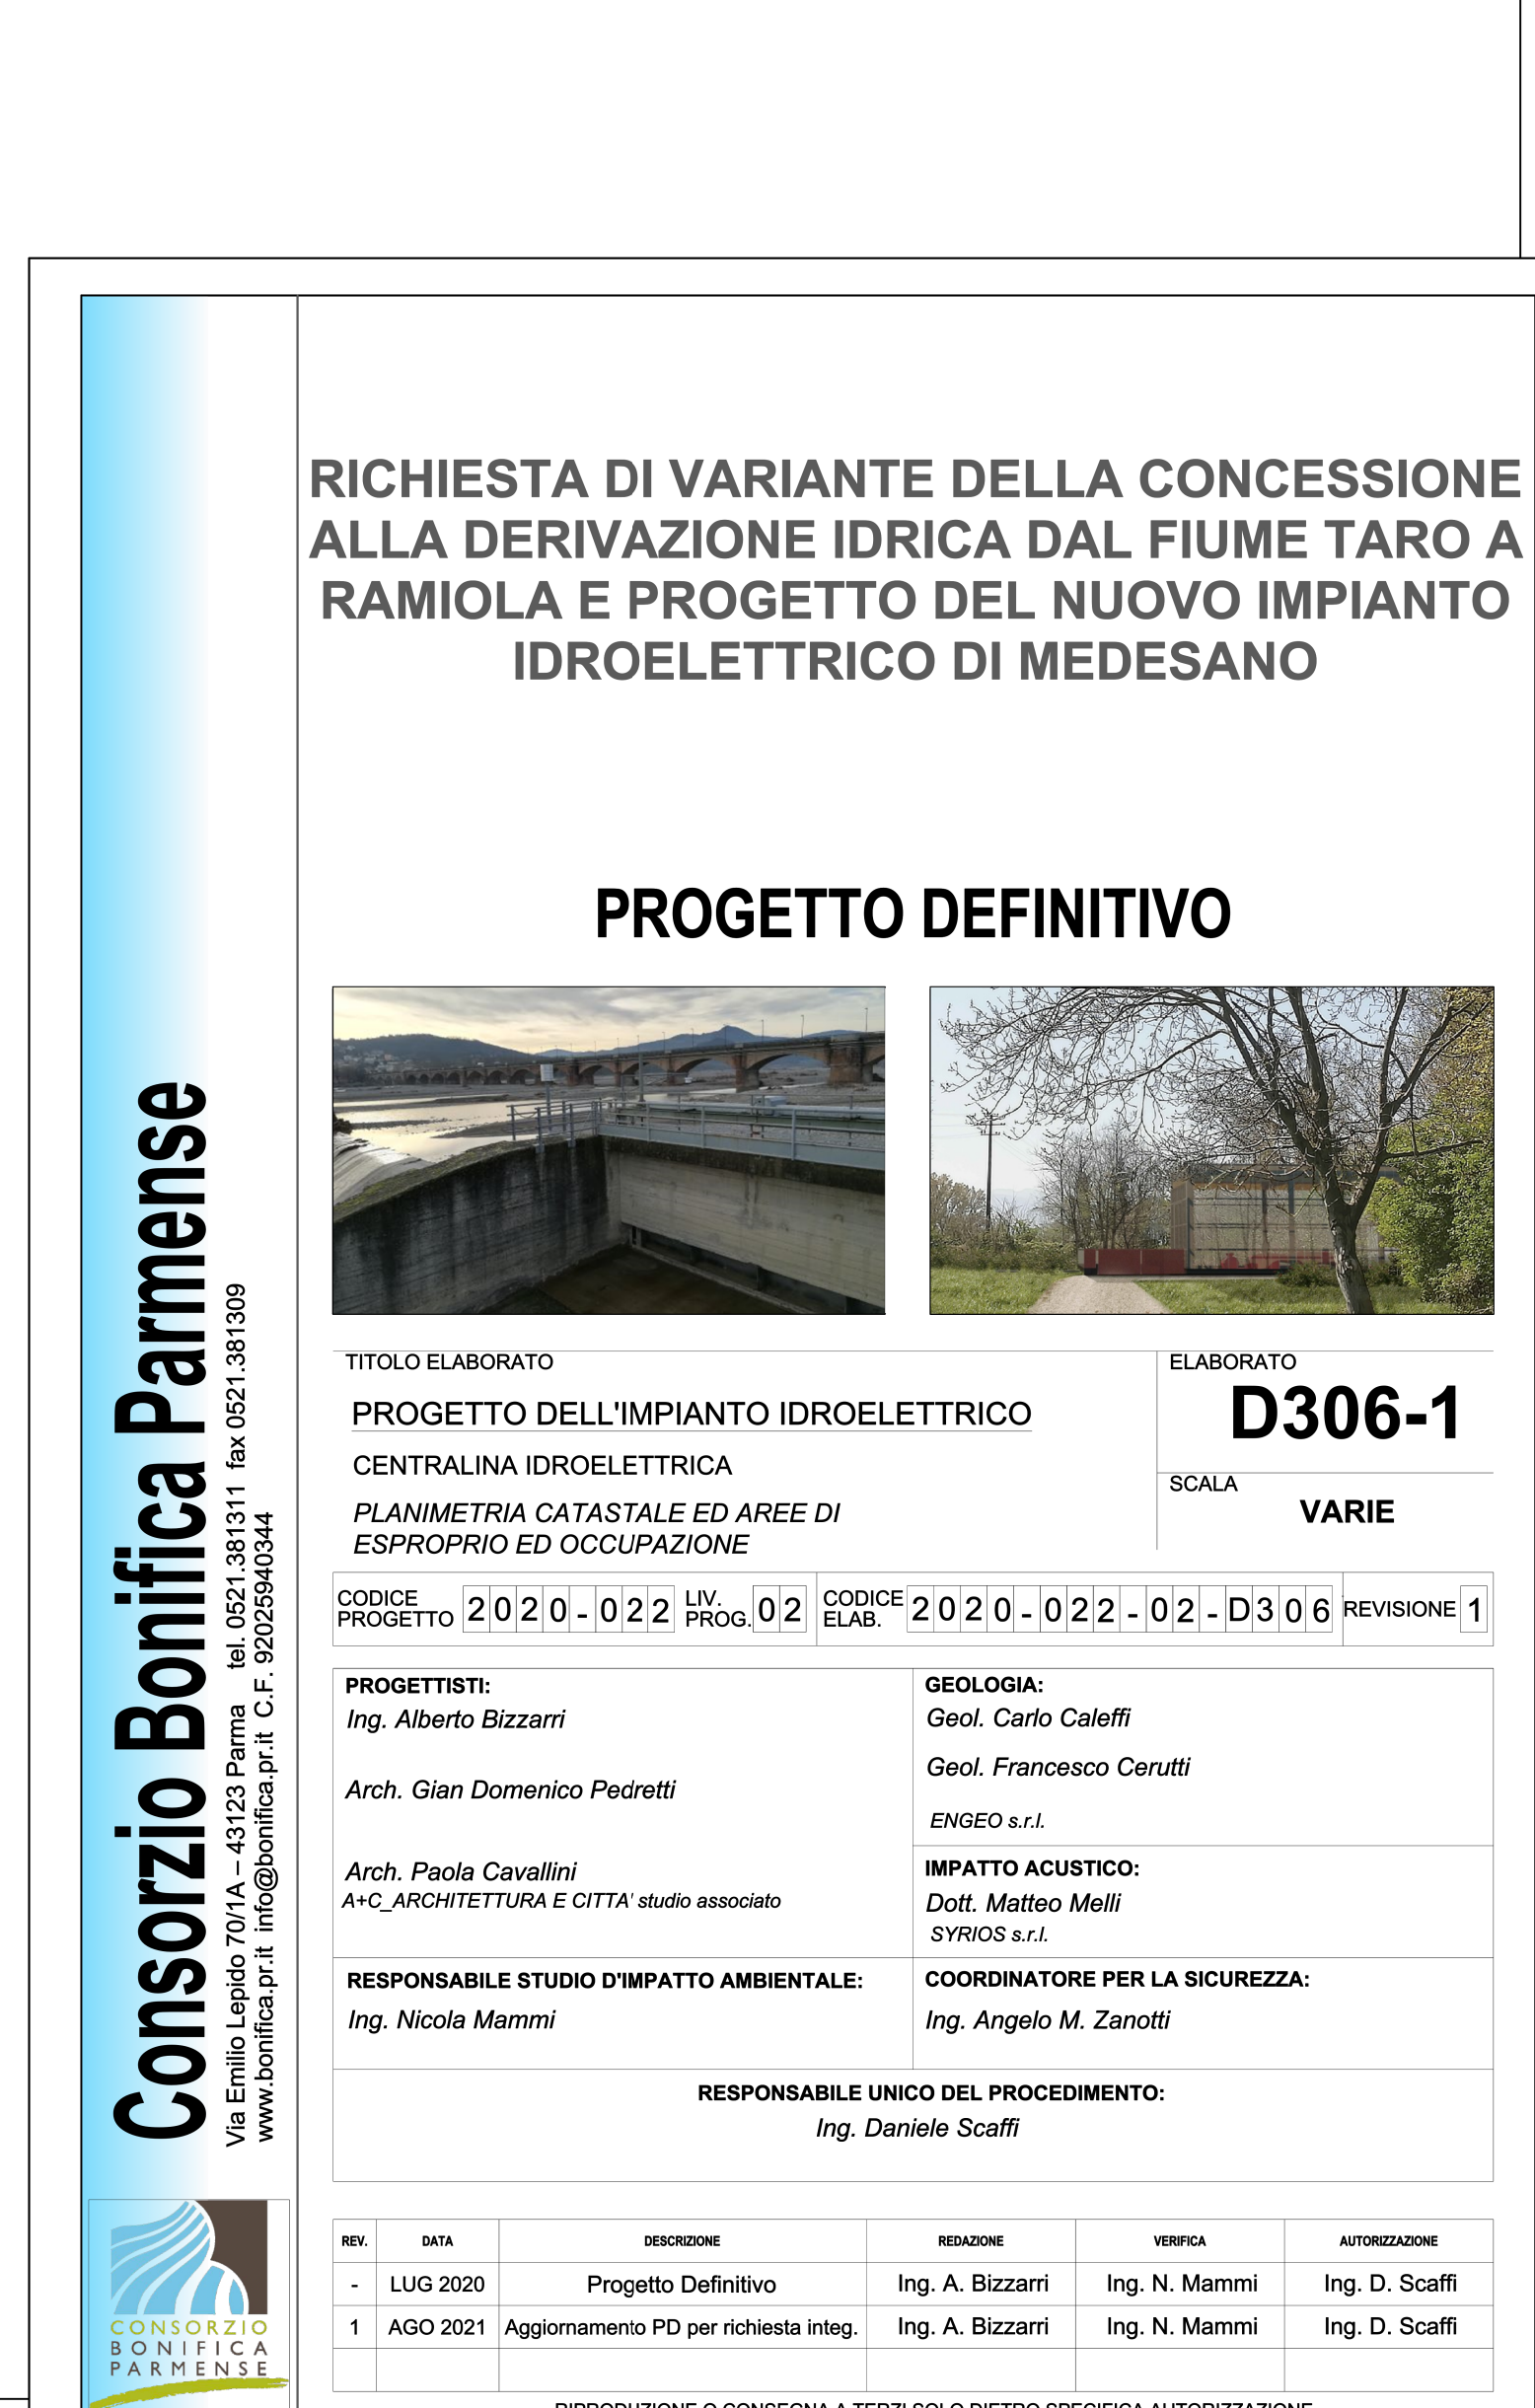 RICHIESTA DI VARIANTE DELLA CONCESSIONE
ALLA DERIVAZIONE IDRICA DAL FIUME TARO A
RAMIOLA E PROGETTO DEL NUOVO IMPIANTO
IDROELETTRICO DI MEDESANO
PROGETTO DEFINITIVO
Consorzio Bonifica Parmense
Via Emilio Lepido 70/1A – 43123 Parma tel. 0521.381311 fax 0521.381309
www.bonifica.pr.it info@bonifica.pr.it C.F. 92025940344
CONSORZIO
BONIFICA
PARMENSE
TITOLO ELABORATO
PROGETTO DELL'IMPIANTO IDROELETTRICO
CENTRALINA IDROELETTRICA
PLANIMETRIA CATASTALE ED AREE DI
ESPROPRIO ED OCCUPAZIONE
ELABORATO
D306-1
SCALA
VARIE
CODICE
PROGETTO 2020-022
LIV.
PROG. 02
CODICE
ELAB. 2020-022-02-D306
REVISIONE 1
PROGETTISTI:
Ing. Alberto Bizzarri
Arch. Gian Domenico Pedretti
Arch. Paola Cavallini
A+C_ARCHITETTURA E CITTA' studio associato
GEOLOGIA:
Geol. Carlo Caleffi
Geol. Francesco Cerutti
ENGEO s.r.l.
IMPATTO ACUSTICO:
Dott. Matteo Melli
SYRIOS s.r.l.
RESPONSABILE STUDIO D'IMPATTO AMBIENTALE:
Ing. Nicola Mammi
COORDINATORE PER LA SICUREZZA:
Ing. Angelo M. Zanotti
RESPONSABILE UNICO DEL PROCEDIMENTO:
Ing. Daniele Scaffi
REV. DATA DESCRIZIONE REDAZIONE VERIFICA AUTORIZZAZIONE
- LUG 2020 Progetto Definitivo Ing. A. Bizzarri Ing. N. Mammi Ing. D. Scaffi
1 AGO 2021 Aggiornamento PD per richiesta integ. Ing. A. Bizzarri Ing. N. Mammi Ing. D. Scaffi
RIPRODUZIONE O CONSEGNA A TERZI SOLO DIETRO SPECIFICA AUTORIZZAZIONE